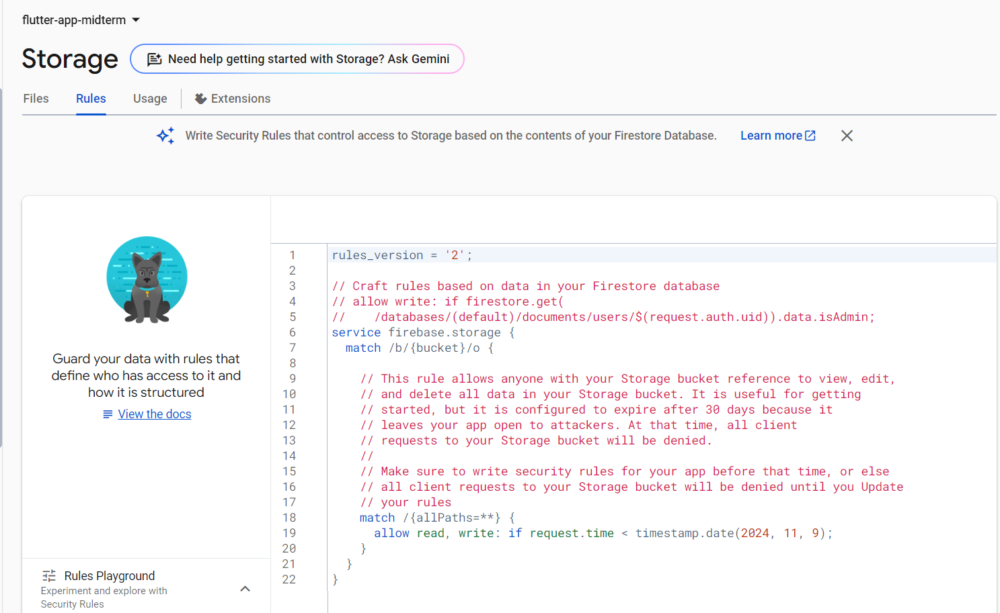 flutter-app-midterm
Storage
Need help getting started with Storage? Ask Gemini
Files
Rules
Usage
Extensions
Write Security Rules that control access to Storage based on the contents of your Firestore Database.
Learn more
Guard your data with rules that
define who has access to it and
how it is structured
View the docs
Rules Playground
Experiment and explore with
Security Rules
1 rules_version = '2';
2
3 // Craft rules based on data in your Firestore database
4 // allow write: if firestore.get(
5 //    /databases/(default)/documents/users/$(request.auth.uid)).data.isAdmin;
6 service firebase.storage {
7   match /b/{bucket}/o {
8
9     // This rule allows anyone with your Storage bucket reference to view, edit,
10     // and delete all data in your Storage bucket. It is useful for getting
11     // started, but it is configured to expire after 30 days because it
12     // leaves your app open to attackers. At that time, all client
13     // requests to your Storage bucket will be denied.
14     //
15     // Make sure to write security rules for your app before that time, or else
16     // all client requests to your Storage bucket will be denied until you Update
17     // your rules
18     match /{allPaths=**} {
19       allow read, write: if request.time < timestamp.date(2024, 11, 9);
20     }
21   }
22 }